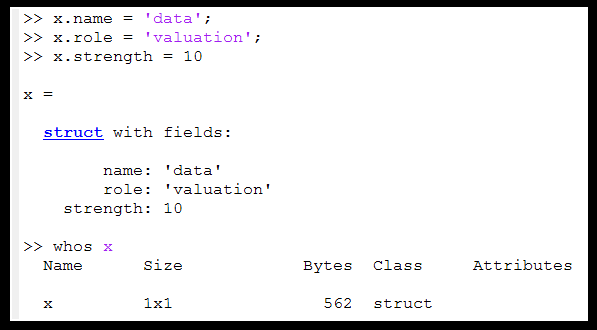 >> x.name = 'data';
>> x.role = 'valuation';
>> x.strength = 10
x =
struct with fields:
name: 'data'
role: 'valuation'
strength: 10
>> whos x
Name Size Bytes Class Attributes
x 1x1 562 struct